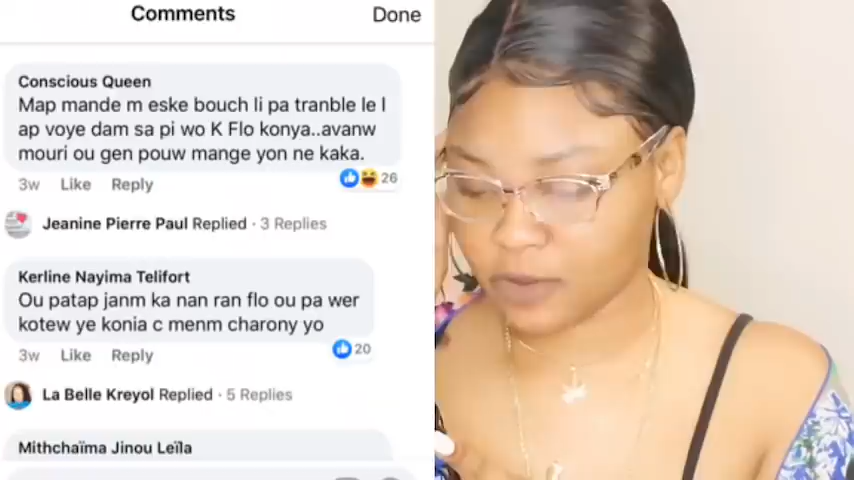 Comments
Done
Conscious Queen
Map mande m eske bouch li pa tranble le l
ap voye dam sa pi wo K Flo konya..avanw
mouri ou gen pouw mange yon ne kaka.
3w Like Reply 26
Jeanine Pierre Paul Replied · 3 Replies
Kerline Nayima Telifort
Ou patap janm ka nan ran flo ou pa wer
kotew ye konia c menm charony yo
3w Like Reply 20
La Belle Kreyol Replied · 5 Replies
Mithchaïma Jinou Leïla